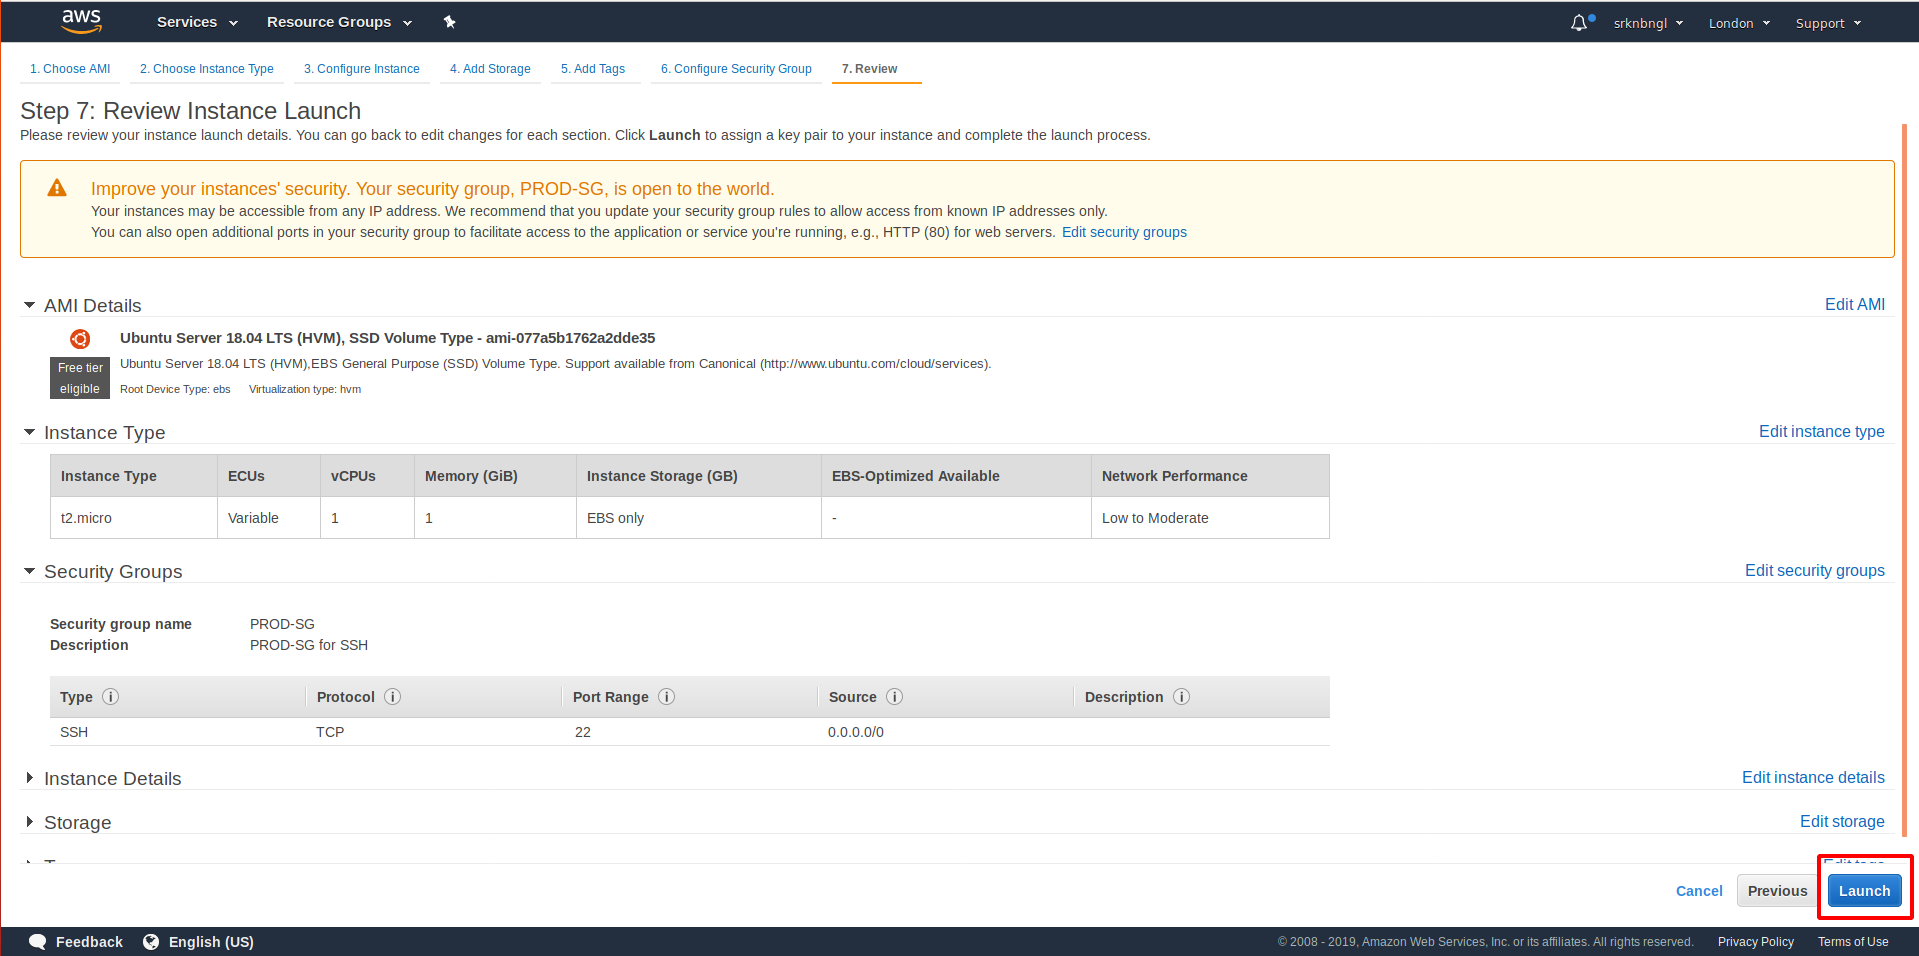 aws Services Resource Groups srknbngl London Support
1. Choose AMI 2. Choose Instance Type 3. Configure Instance 4. Add Storage 5. Add Tags 6. Configure Security Group 7. Review
Step 7: Review Instance Launch
Please review your instance launch details. You can go back to edit changes for each section. Click Launch to assign a key pair to your instance and complete the launch process.
Improve your instances' security. Your security group, PROD-SG, is open to the world.
Your instances may be accessible from any IP address. We recommend that you update your security group rules to allow access from known IP addresses only.
You can also open additional ports in your security group to facilitate access to the application or service you're running, e.g., HTTP (80) for web servers. Edit security groups
AMI Details Edit AMI
Ubuntu Server 18.04 LTS (HVM), SSD Volume Type - ami-077a5b1762a2dde35
Free tier
eligible
Ubuntu Server 18.04 LTS (HVM),EBS General Purpose (SSD) Volume Type. Support available from Canonical (http://www.ubuntu.com/cloud/services).
Root Device Type: ebs Virtualization type: hvm
Instance Type Edit instance type
Instance Type ECUs vCPUs Memory (GiB) Instance Storage (GB) EBS-Optimized Available Network Performance
t2.micro Variable 1 1 EBS only - Low to Moderate
Security Groups Edit security groups
Security group name PROD-SG
Description PROD-SG for SSH
Type Protocol Port Range Source Description
SSH TCP 22 0.0.0.0/0
Instance Details Edit instance details
Storage Edit storage
Cancel Previous Launch
Feedback English (US) © 2008 - 2019, Amazon Web Services, Inc. or its affiliates. All rights reserved. Privacy Policy Terms of Use